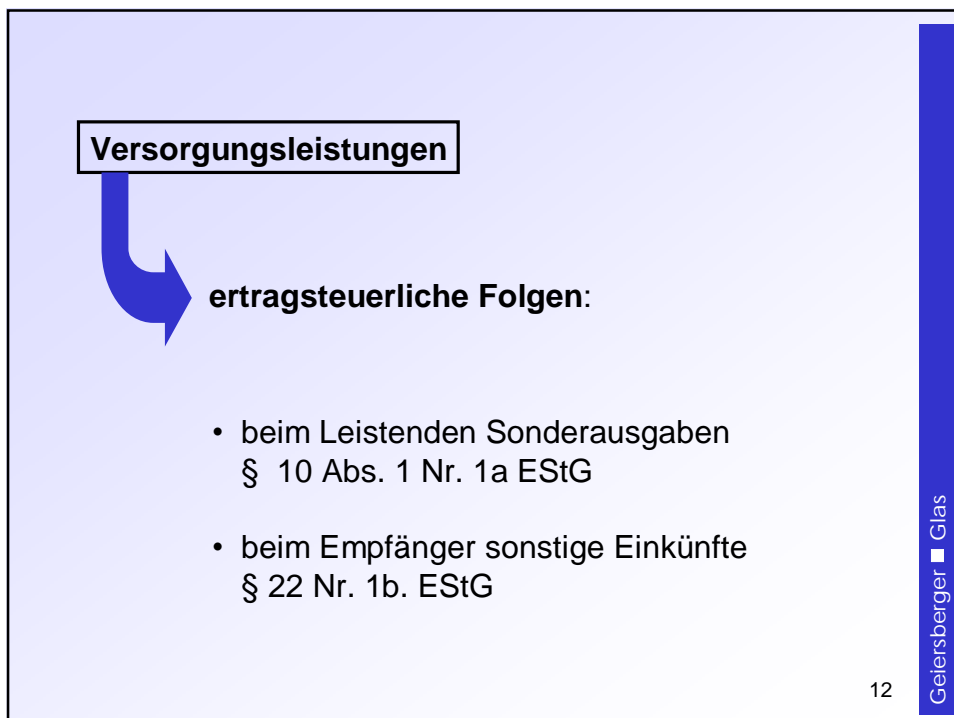 Versorgungsleistungen
ertragsteuerliche Folgen:
• beim Leistenden Sonderausgaben
§ 10 Abs. 1 Nr. 1a EStG
• beim Empfänger sonstige Einkünfte
§ 22 Nr. 1b. EStG
Geiersberger ■ Glas
12